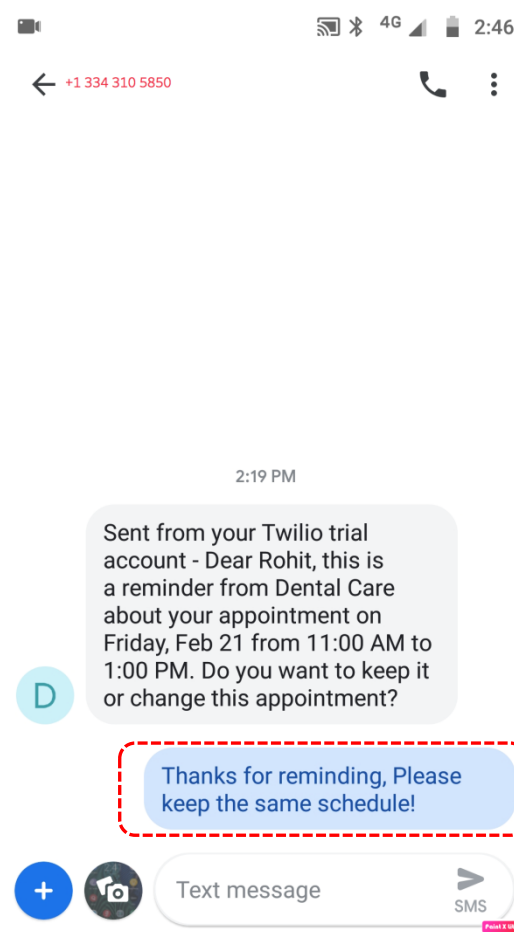 4G
2:46
+1 334 310 5850
2:19 PM
Sent from your Twilio trial
account - Dear Rohit, this is
a reminder from Dental Care
about your appointment on
Friday, Feb 21 from 11:00 AM to
1:00 PM. Do you want to keep it
or change this appointment?
D
Thanks for reminding, Please
keep the same schedule!
Text message
SMS